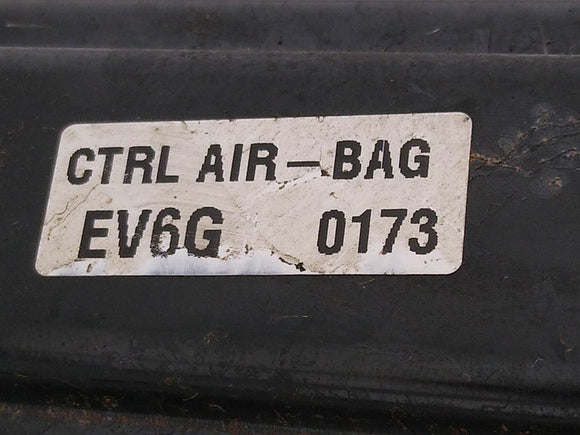 CTRL AIR-BAG
EV6G 0173